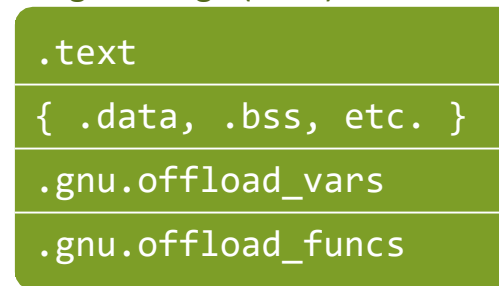 .text
{ .data, .bss, etc. }
.gnu.offload_vars
.gnu.offload_funcs